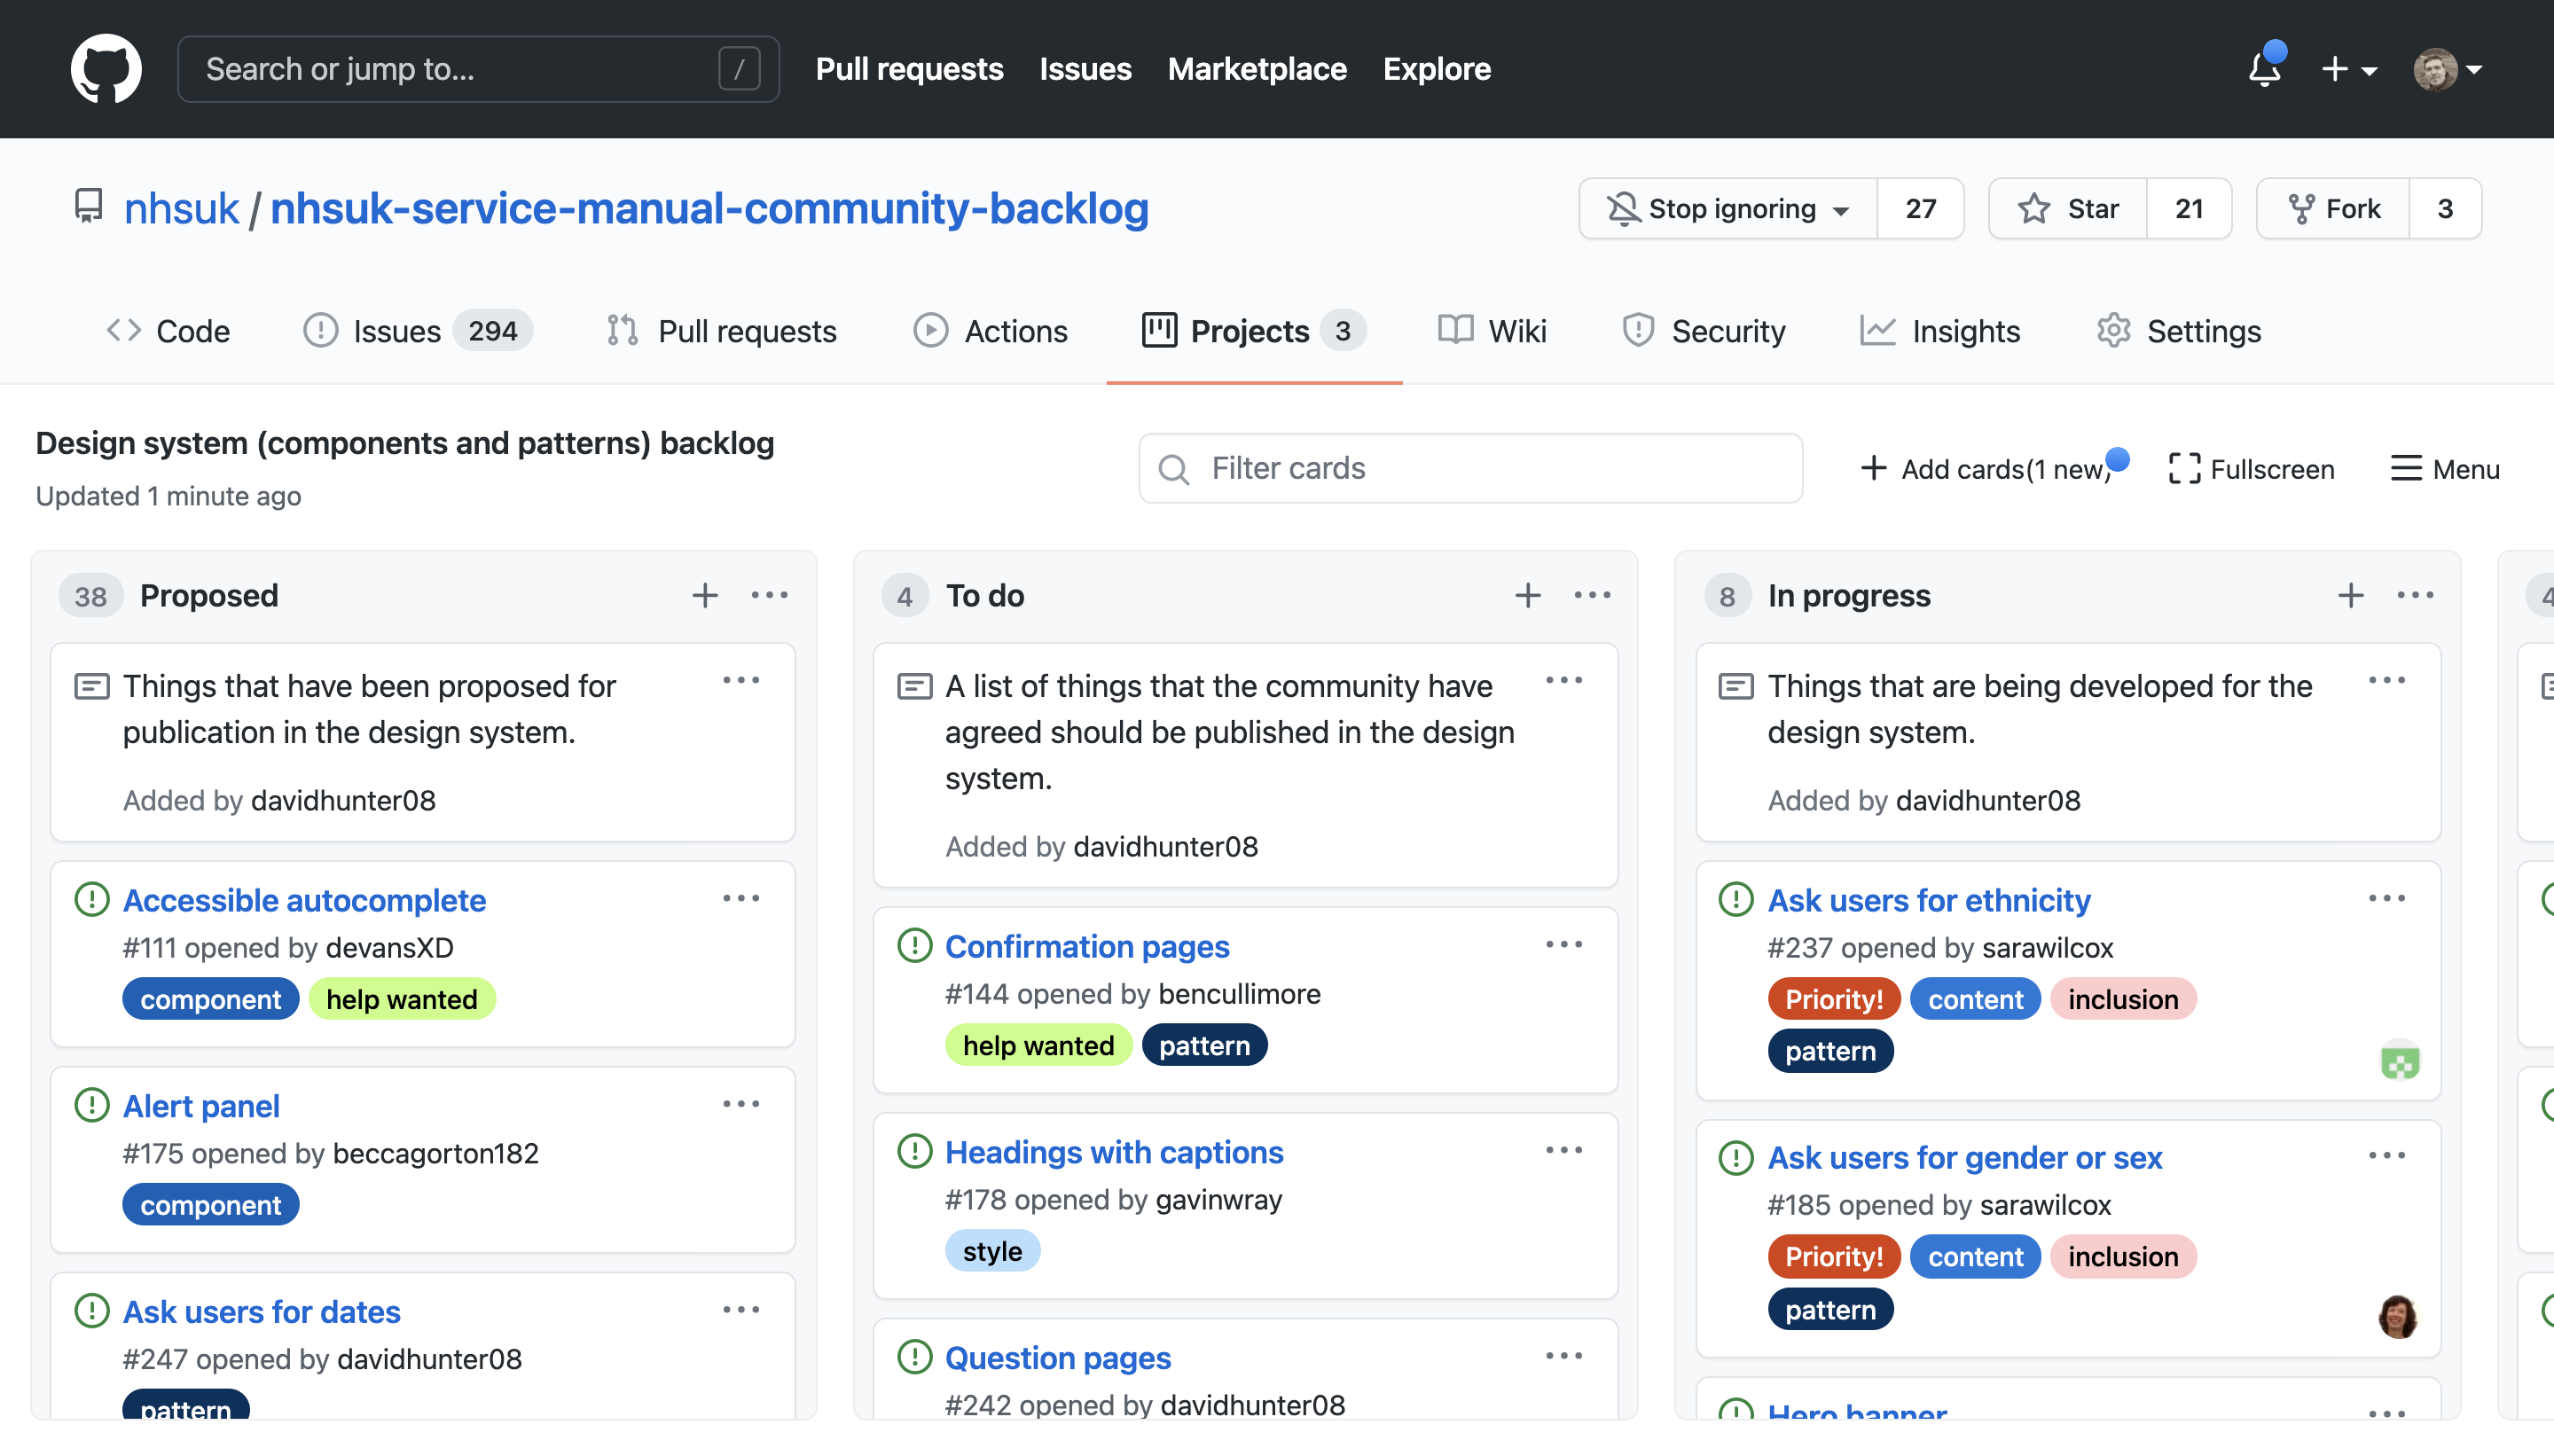 Search or jump to... /
Pull requests Issues Marketplace Explore
nhsuk / nhsuk-service-manual-community-backlog
Stop ignoring 27
Star 21
Fork 3
Code
Issues 294
Pull requests
Actions
Projects 3
Wiki
Security
Insights
Settings
Design system (components and patterns) backlog
Updated 1 minute ago
Filter cards
Add cards(1 new)
Fullscreen
Menu
38 Proposed
Things that have been proposed for
publication in the design system.
Added by davidhunter08
Accessible autocomplete
#111 opened by devansXD
component help wanted
Alert panel
#175 opened by beccagorton182
component
Ask users for dates
#247 opened by davidhunter08
pattern
4 To do
A list of things that the community have
agreed should be published in the design
system.
Added by davidhunter08
Confirmation pages
#144 opened by bencullimore
help wanted pattern
Headings with captions
#178 opened by gavinwray
style
Question pages
#242 opened by davidhunter08
8 In progress
Things that are being developed for the
design system.
Added by davidhunter08
Ask users for ethnicity
#237 opened by sarawilcox
Priority! content inclusion
pattern
Ask users for gender or sex
#185 opened by sarawilcox
Priority! content inclusion
pattern
Hero banner
4